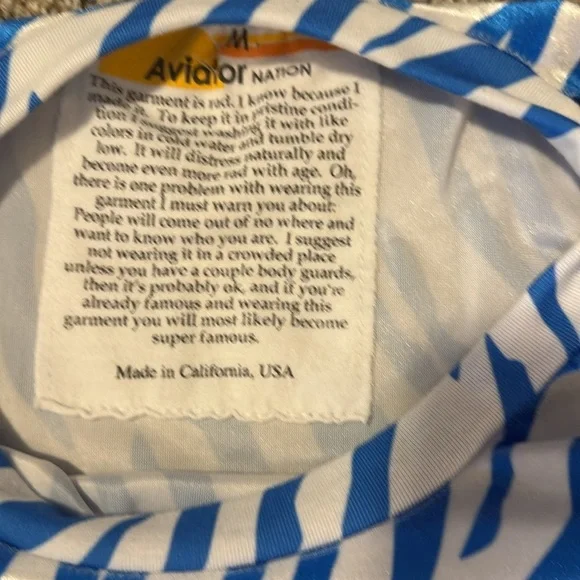 M
Aviator NATION
This garment is rad. I know because I
made it. To keep it in pristine condi-
tion I suggest washing it with like
colors in cold water and tumble dry
low. It will distress naturally and
become even more rad with age. Oh,
there is one problem with wearing this
garment I must warn you about:
People will come out of no where and
want to know who you are. I suggest
not wearing it in a crowded place
unless you have a couple body guards,
then it's probably ok, and if you're
already famous and wearing this
garment you will most likely become
super famous.
Made in California, USA